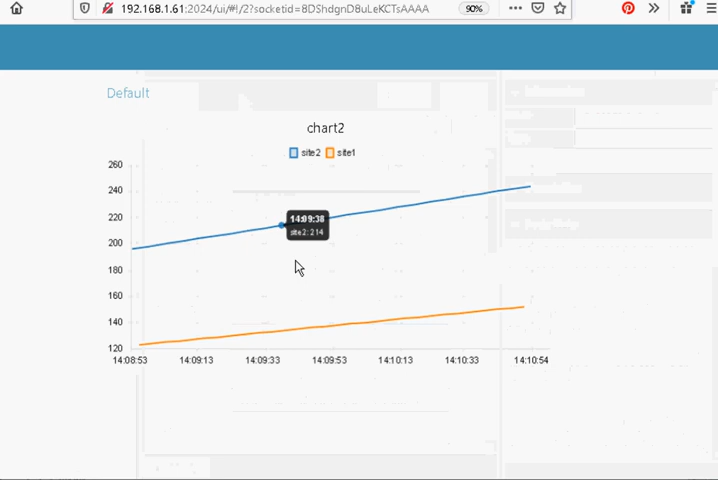 192.168.1.61:2024/ui/#!/2?socketid=8DShdgnD8uLeKCTsAAAA
90%
Default
chart2
site2 site1
260
240
220
200
180
160
140
120
14:09:38
site2: 214
14:08:53 14:09:13 14:09:33 14:09:53 14:10:13 14:10:33 14:10:54